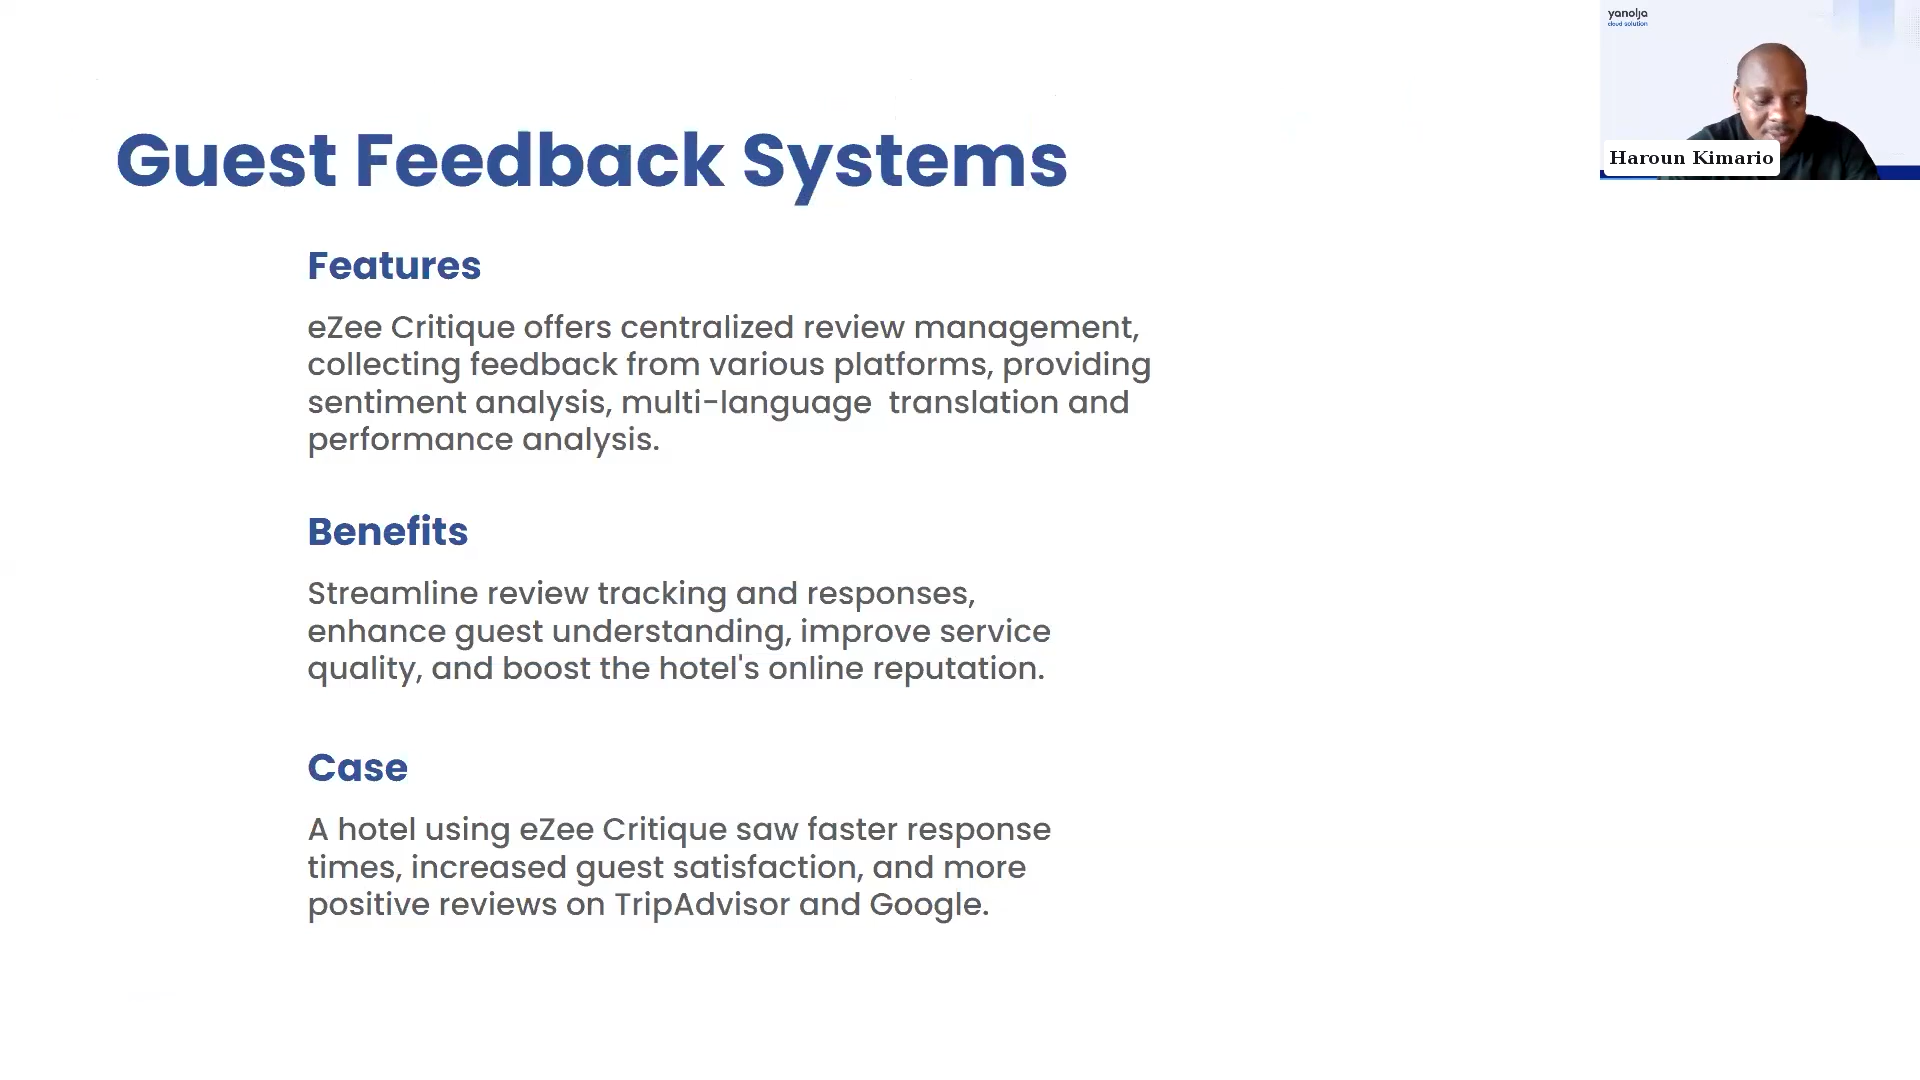 yanolja
cloud solution
Haroun Kimario
Guest Feedback Systems
Features
eZee Critique offers centralized review management,
collecting feedback from various platforms, providing
sentiment analysis, multi-language  translation and
performance analysis.
Benefits
Streamline review tracking and responses,
enhance guest understanding, improve service
quality, and boost the hotel's online reputation.
Case
A hotel using eZee Critique saw faster response
times, increased guest satisfaction, and more
positive reviews on TripAdvisor and Google.